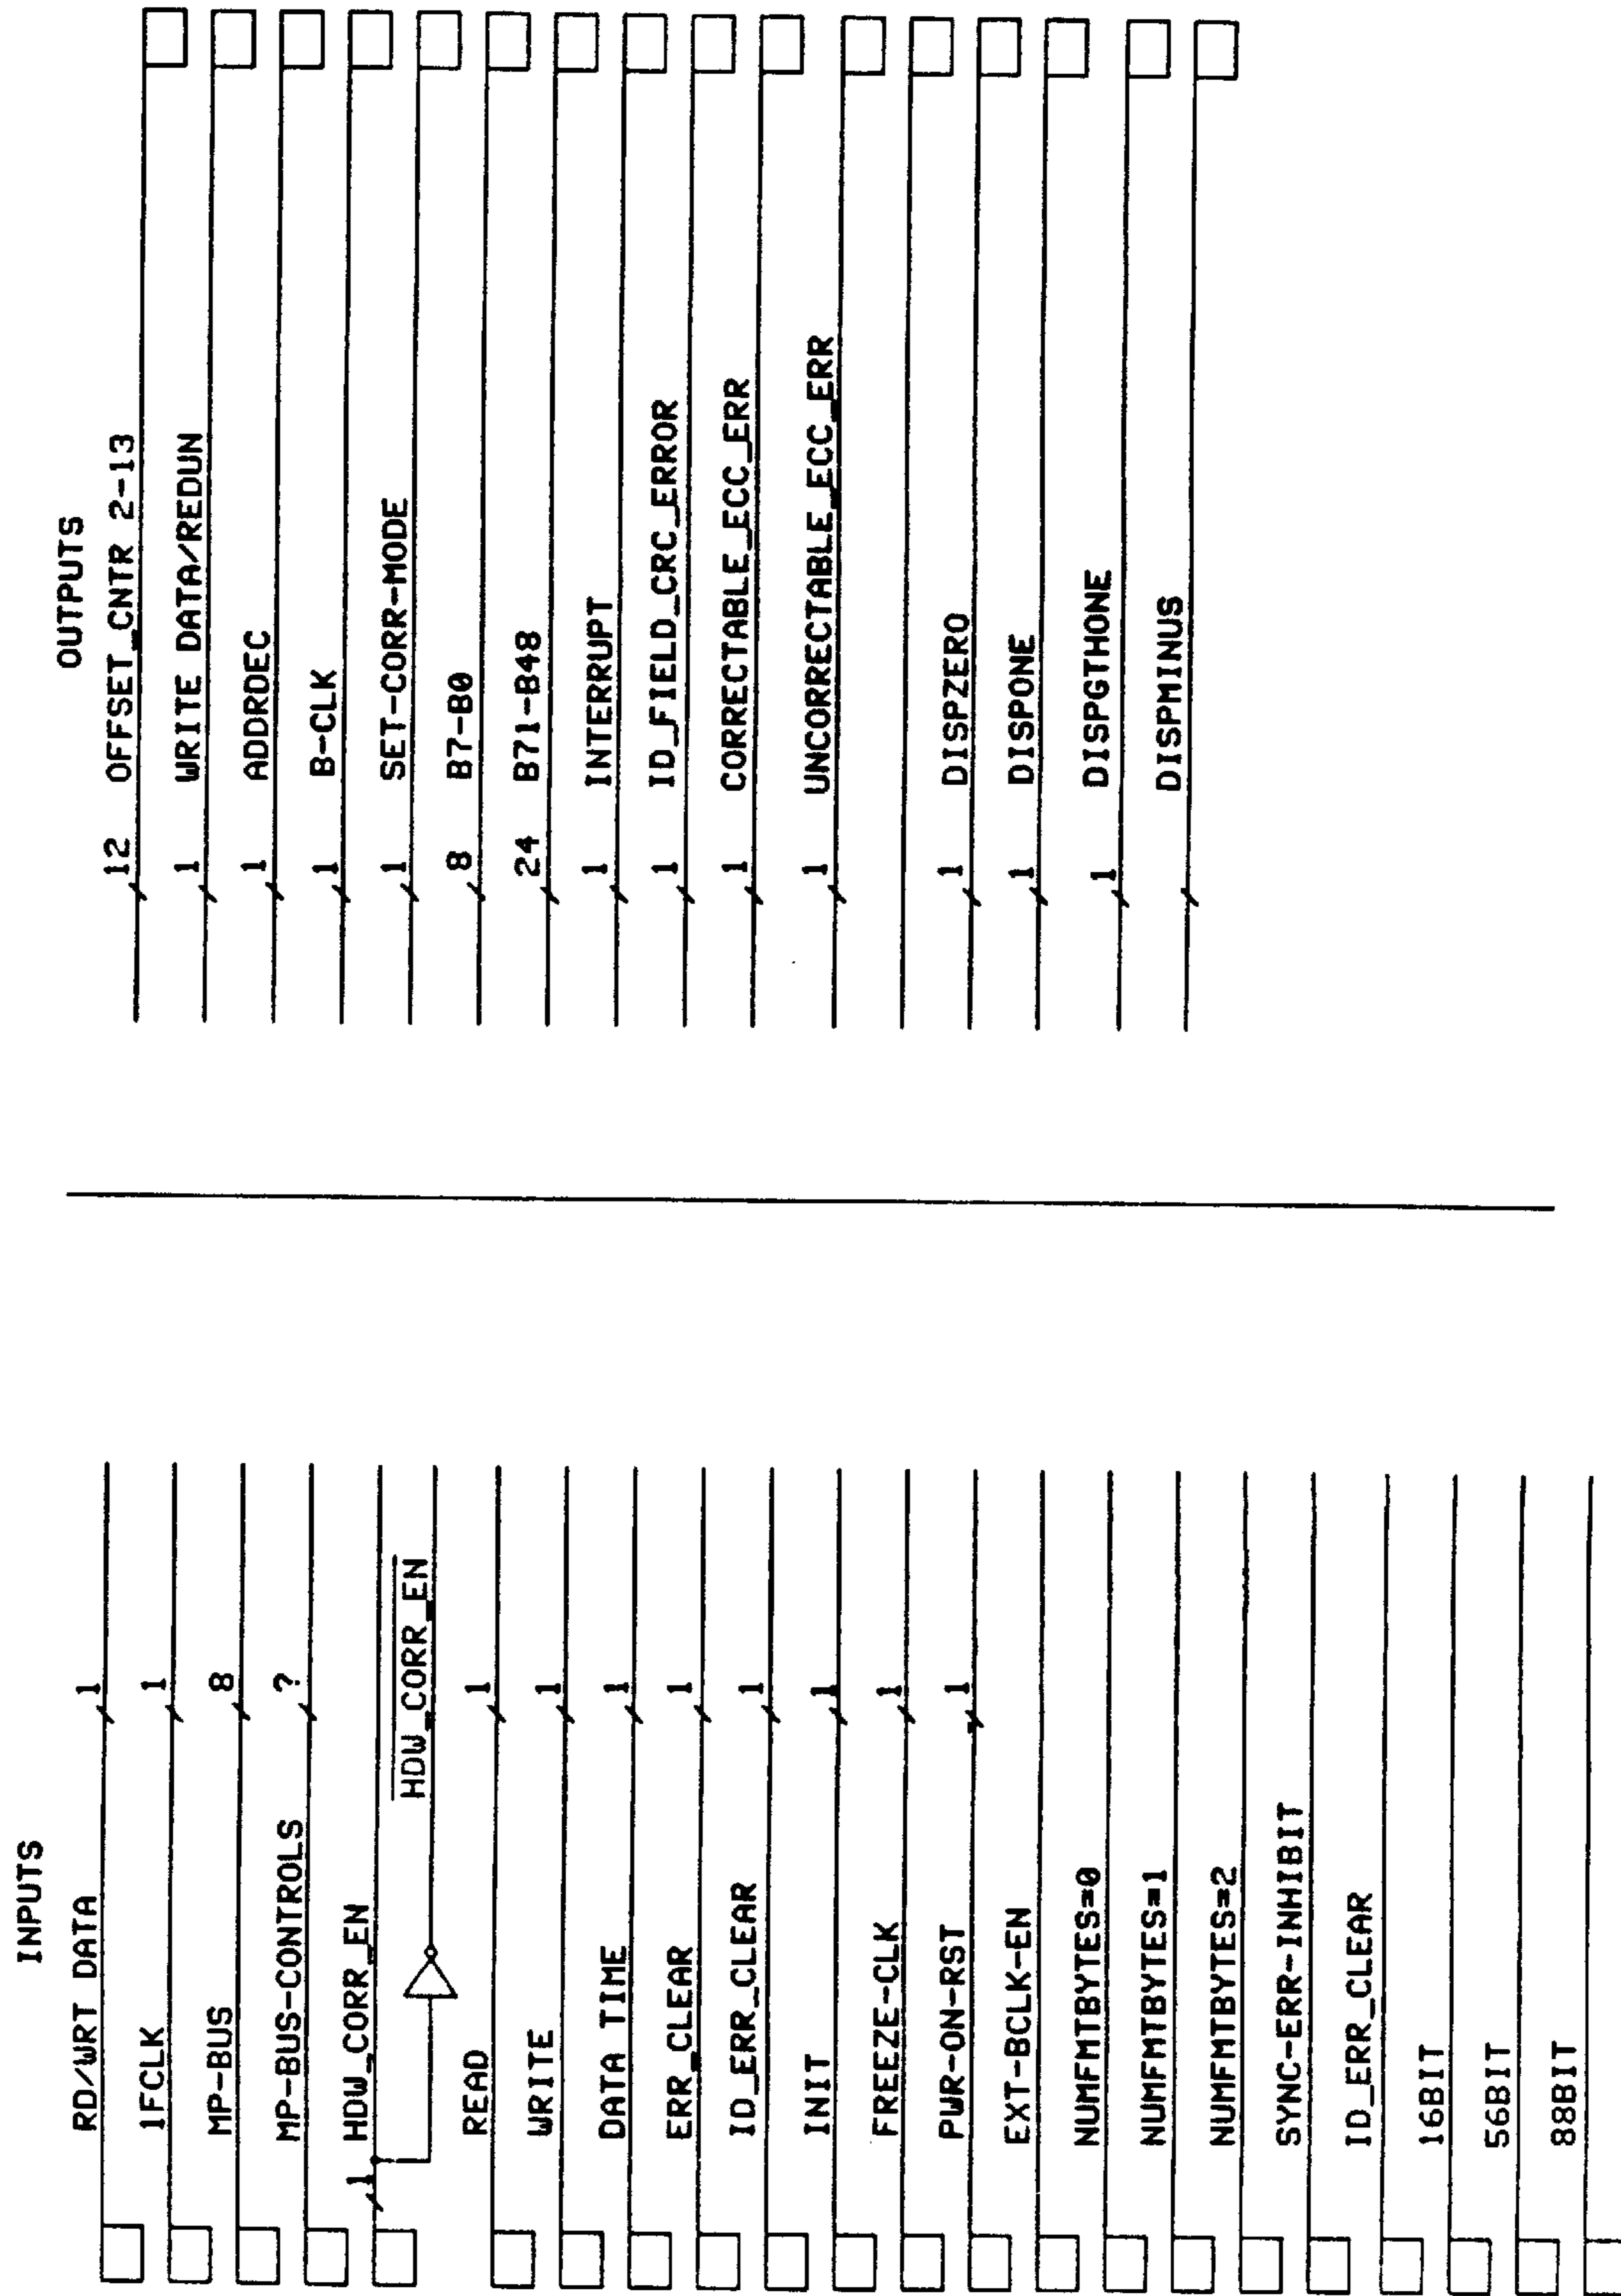 INPUTS
RD/WRT DATA 1
1FCLK 1
MP-BUS 8
MP-BUS-CONTROLS ?
1 HDW_CORR_EN
HDW_CORR_EN
READ 1
WRITE 1
DATA TIME 1
ERR_CLEAR 1
ID_ERR_CLEAR 1
INIT 1
FREEZE-CLK 1
PWR-ON-RST 1
EXT-BCLK-EN
NUMFMTBYTES=0
NUMFMTBYTES=1
NUMFMTBYTES=2
SYNC-ERR-INHIBIT
ID_ERR_CLEAR
16BIT
56BIT
88BIT
OUTPUTS
12 OFFSET_CNTR 2-13
1 WRITE DATA/REDUN
1 ADDRDEC
1 B-CLK
1 SET-CORR-MODE
8 B7-B0
24 B71-B48
1 INTERRUPT
1 ID_FIELD_CRC_ERROR
1 CORRECTABLE_ECC_ERR
1 UNCORRECTABLE_ECC_ERR
1 DISPZERO
1 DISPONE
1 DISPGTHONE
DISPMINUS